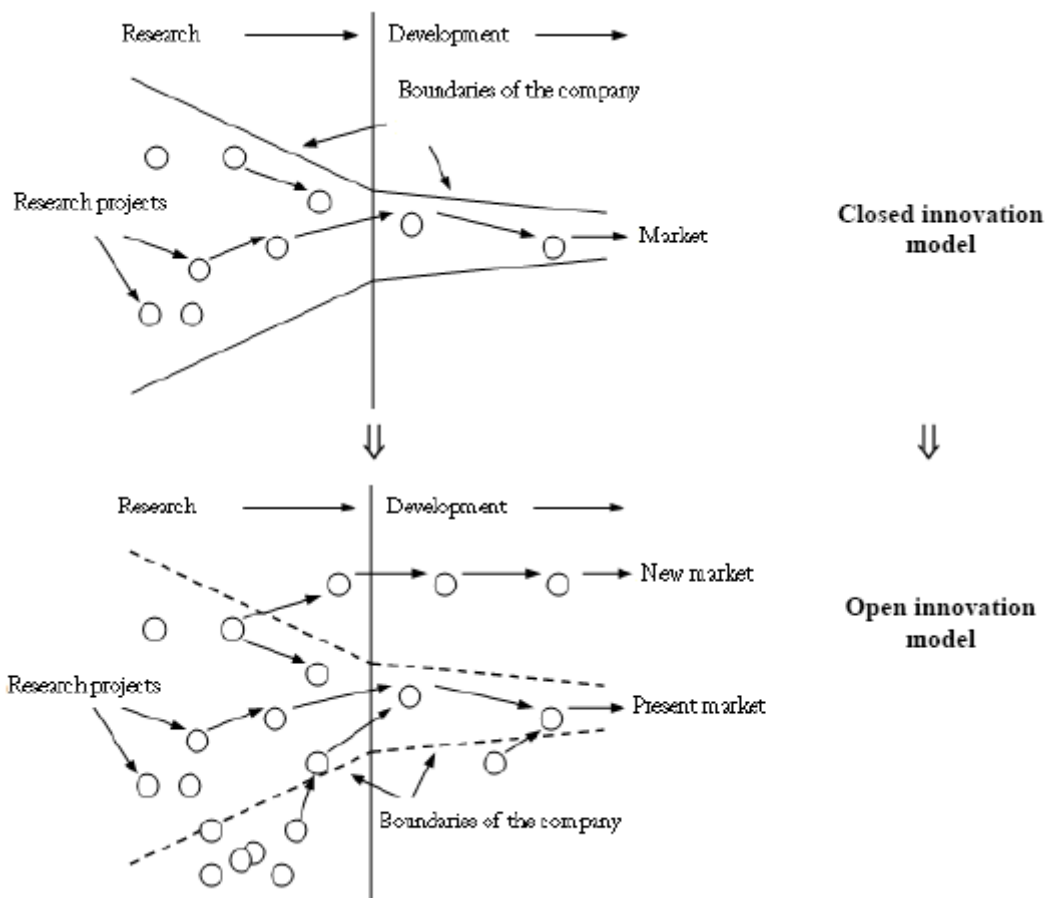 Research
Development
Boundaries of the company
Research projects
Market
Closed innovation
model
⇓
⇓
Research
Development
New market
Open innovation
model
Research projects
Present market
Boundaries of the company